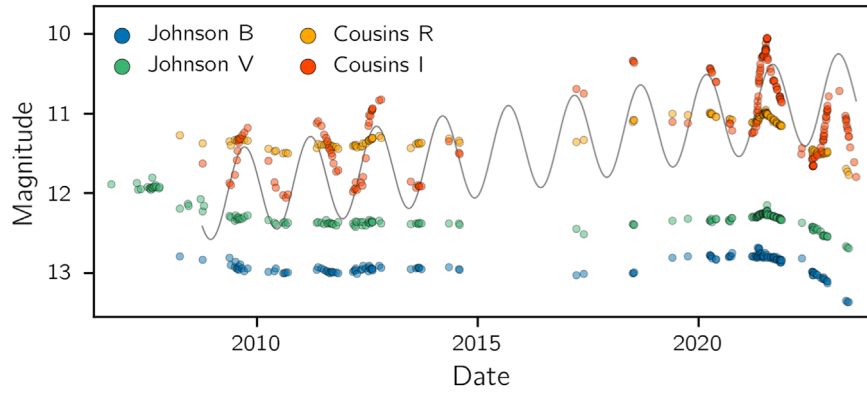 Johnson B
Johnson V
Cousins R
Cousins I
Magnitude
10
11
12
13
2010
2015
2020
Date